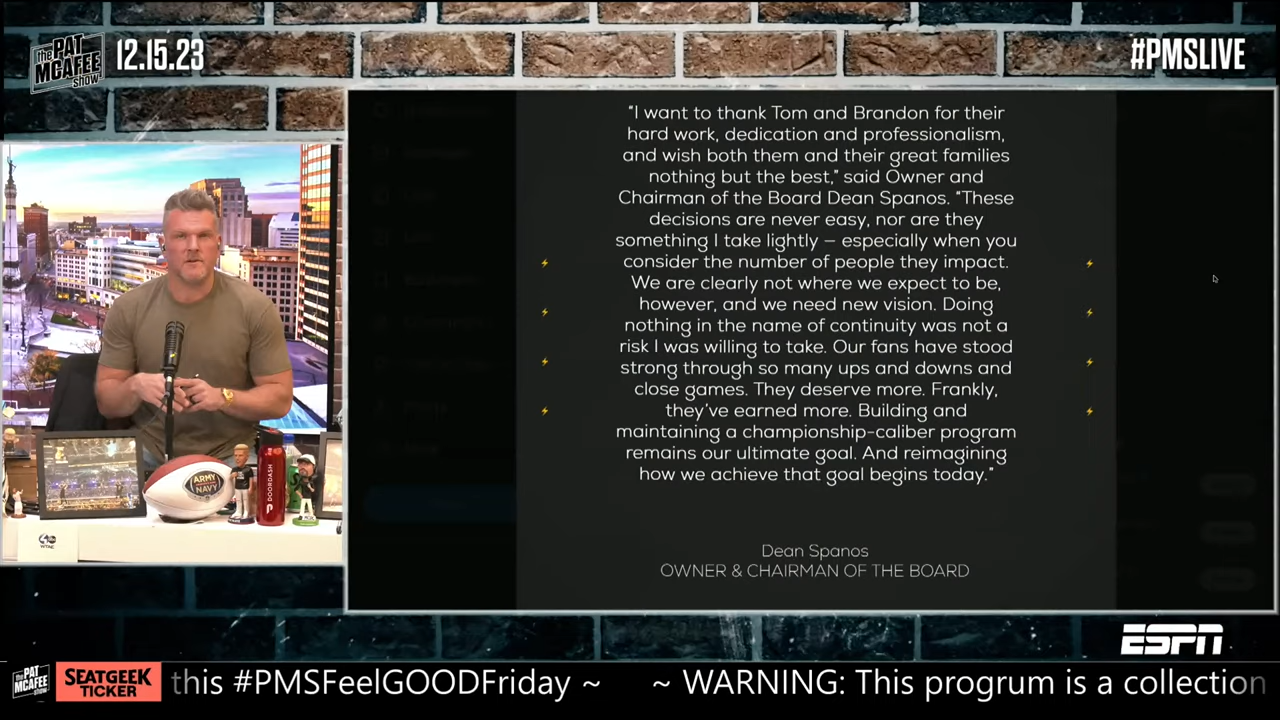 the PAT MCAFEE show
12.15.23
#PMSLIVE
“I want to thank Tom and Brandon for their
hard work, dedication and professionalism,
and wish both them and their great families
nothing but the best,” said Owner and
Chairman of the Board Dean Spanos. “These
decisions are never easy, nor are they
something I take lightly – especially when you
consider the number of people they impact.
We are clearly not where we expect to be,
however, and we need new vision. Doing
nothing in the name of continuity was not a
risk I was willing to take. Our fans have stood
strong through so many ups and downs and
close games. They deserve more. Frankly,
they’ve earned more. Building and
maintaining a championship-caliber program
remains our ultimate goal. And reimagining
how we achieve that goal begins today.”
Dean Spanos
OWNER & CHAIRMAN OF THE BOARD
ARMY
NAVY
DOORDASH
WTAE
ESPN
the PAT MCAFEE show
SEATGEEK
TICKER
this #PMSFeelGOODFriday ~ ~ WARNING: This progrum is a collection